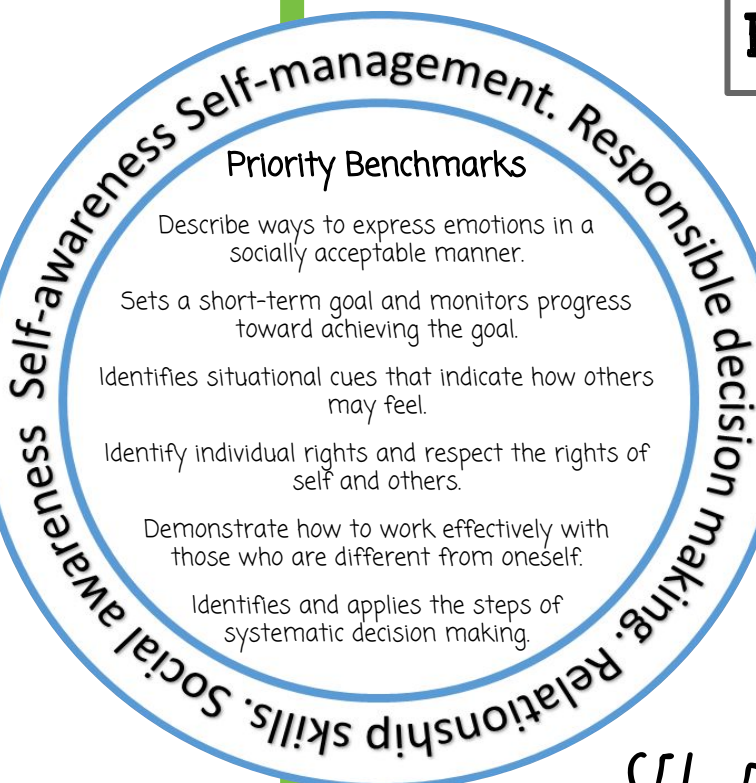 Self-awareness Self-management. Responsible decision making. Relationship skills. Social awareness
Priority Benchmarks
Describe ways to express emotions in a
socially acceptable manner.
Sets a short-term goal and monitors progress
toward achieving the goal.
Identifies situational cues that indicate how others
may feel.
Identify individual rights and respect the rights of
self and others.
Demonstrate how to work effectively with
those who are different from oneself.
Identifies and applies the steps of
systematic decision making.